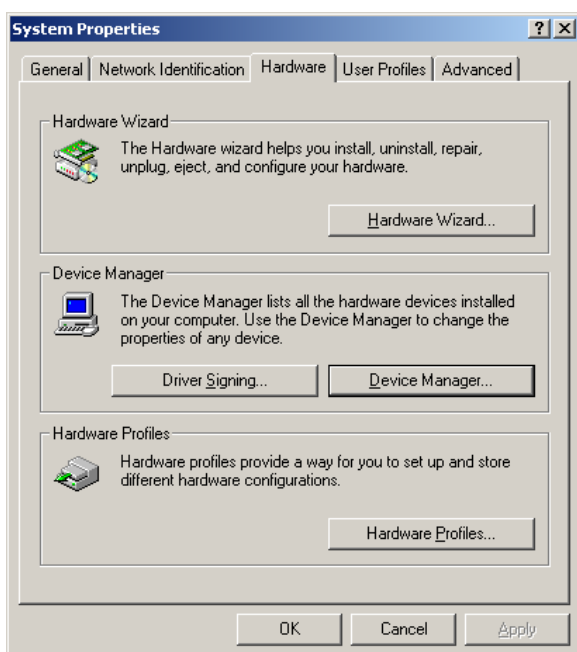 System Properties
General
Network Identification
Hardware
User Profiles
Advanced
Hardware Wizard
The Hardware wizard helps you install, uninstall, repair,
unplug, eject, and configure your hardware.
Hardware Wizard...
Device Manager
The Device Manager lists all the hardware devices installed
on your computer. Use the Device Manager to change the
properties of any device.
Driver Signing...
Device Manager...
Hardware Profiles
Hardware profiles provide a way for you to set up and store
different hardware configurations.
Hardware Profiles...
OK
Cancel
Apply